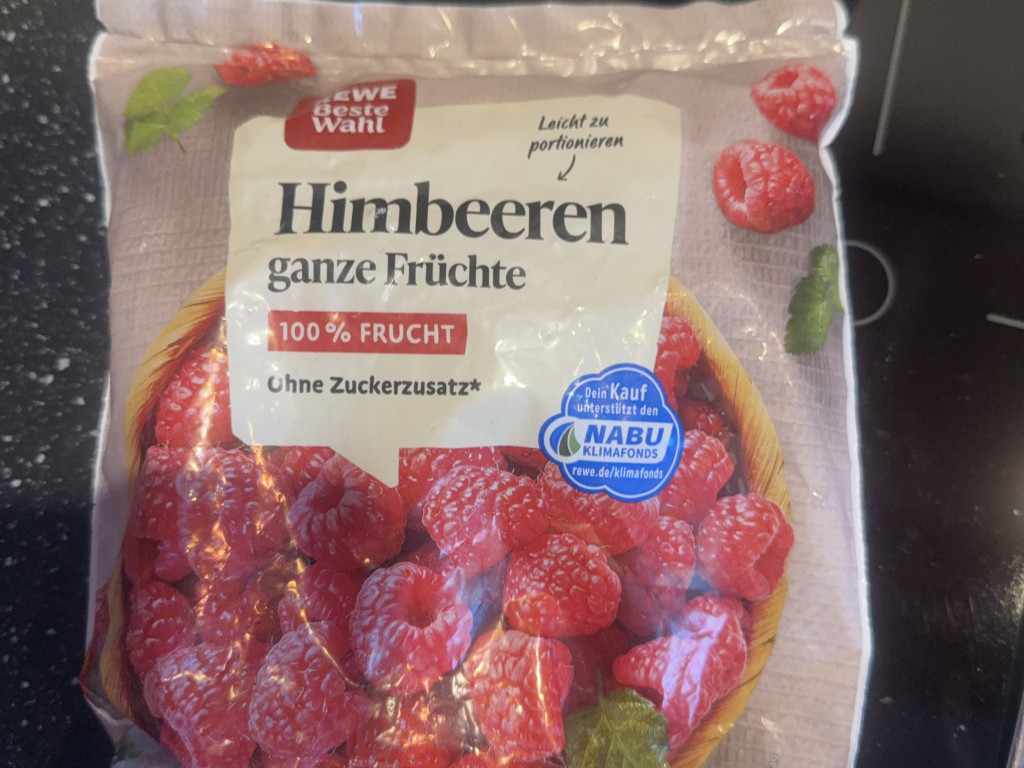 REWE
Beste
Wahl
Leicht zu
portionieren
Himbeeren
ganze Früchte
100 % FRUCHT
Ohne Zuckerzusatz*
Dein Kauf
unterstützt den
NABU
KLIMAFONDS
rewe.de/klimafonds